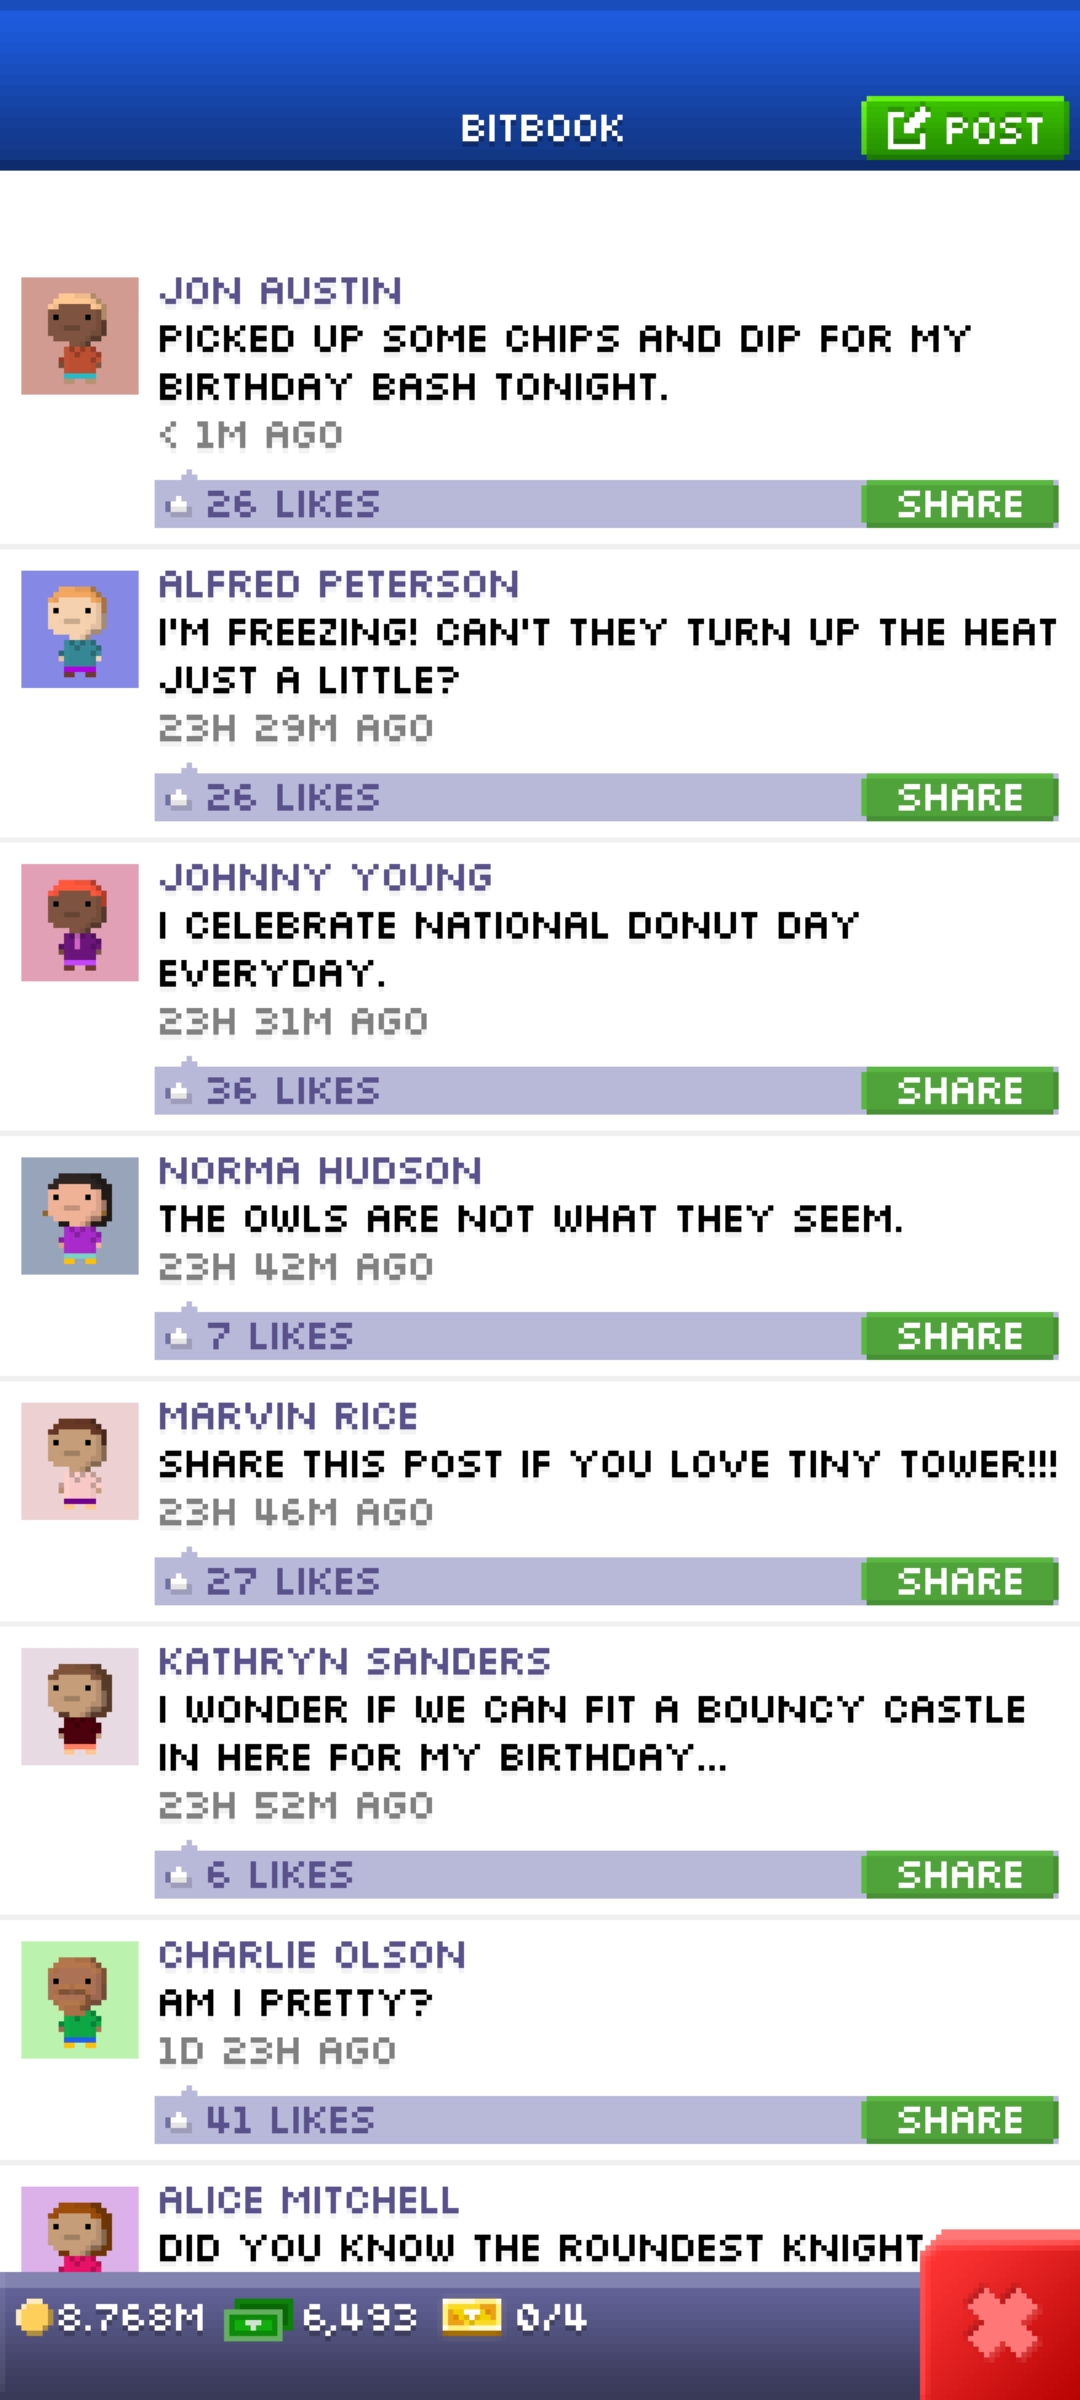 BITBOOK
POST
JON AUSTIN
PICKED UP SOME CHIPS AND DIP FOR MY
BIRTHDAY BASH TONIGHT.
< 1M AGO
26 LIKES
SHARE
ALFRED PETERSON
I'M FREEZING! CAN'T THEY TURN UP THE HEAT
JUST A LITTLE?
23H 29M AGO
26 LIKES
SHARE
JOHNNY YOUNG
I CELEBRATE NATIONAL DONUT DAY
EVERYDAY.
23H 31M AGO
36 LIKES
SHARE
NORMA HUDSON
THE OWLS ARE NOT WHAT THEY SEEM.
23H 42M AGO
7 LIKES
SHARE
MARVIN RICE
SHARE THIS POST IF YOU LOVE TINY TOWER!!!
23H 46M AGO
27 LIKES
SHARE
KATHRYN SANDERS
I WONDER IF WE CAN FIT A BOUNCY CASTLE
IN HERE FOR MY BIRTHDAY...
23H 52M AGO
6 LIKES
SHARE
CHARLIE OLSON
AM I PRETTY?
1D 23H AGO
41 LIKES
SHARE
ALICE MITCHELL
DID YOU KNOW THE ROUNDEST KNIGHT
8.768M 6,493 0/4